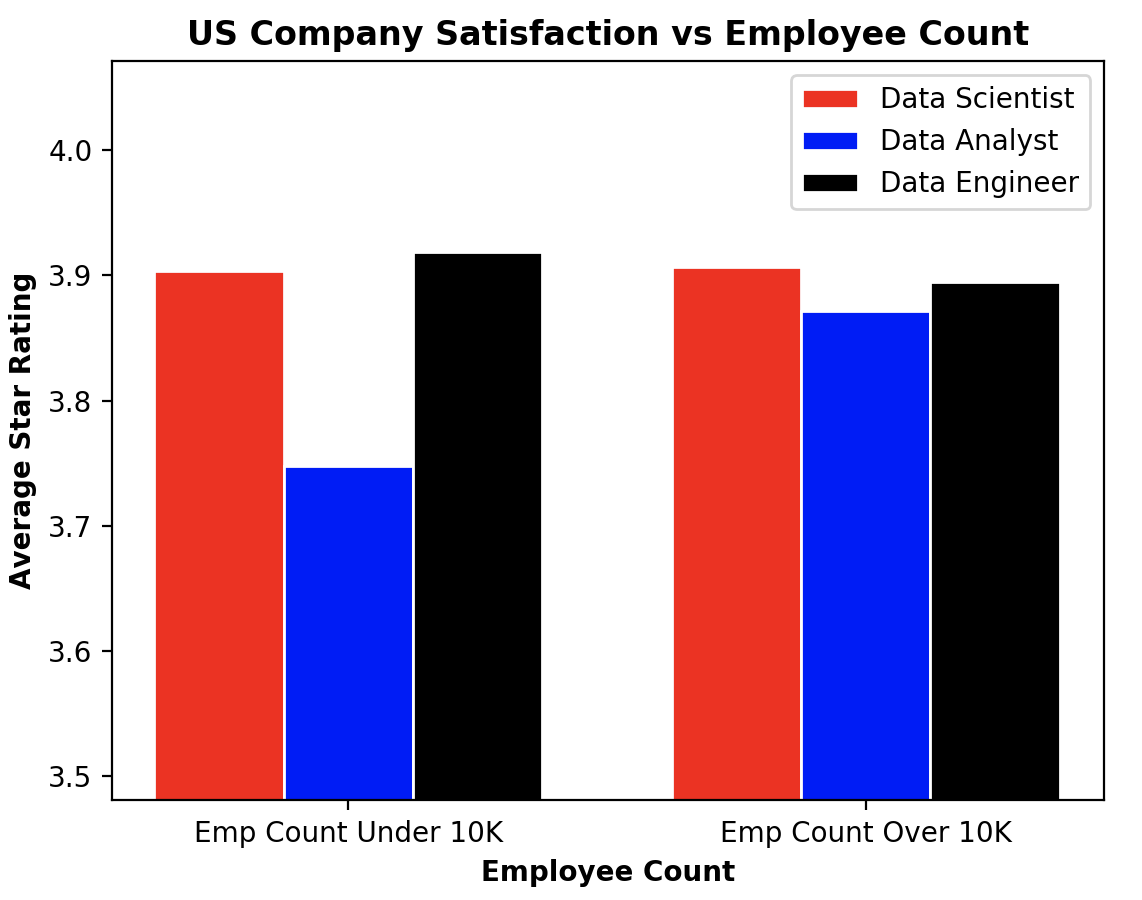 US Company Satisfaction vs Employee Count
Data Scientist
Data Analyst
Data Engineer
Average Star Rating
4.0
3.9
3.8
3.7
3.6
3.5
Emp Count Under 10K
Emp Count Over 10K
Employee Count